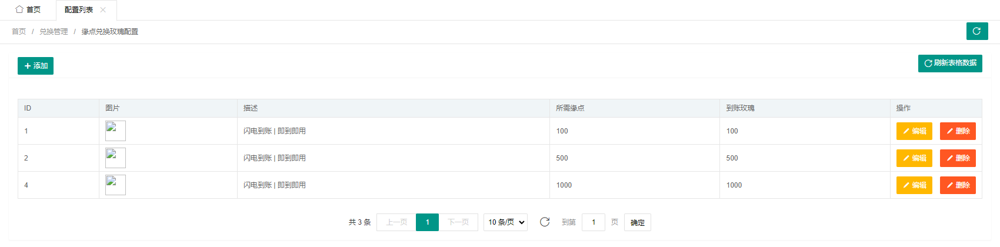 首页 配置列表
首页 / 兑换管理 / 缘点兑换玫瑰配置
添加 刷新表格数据
ID 图片 描述 所需缘点 到账玫瑰 操作
1 闪电到账 | 即到即用 100 100 编辑 删除
2 闪电到账 | 即到即用 500 500 编辑 删除
4 闪电到账 | 即到即用 1000 1000 编辑 删除
共 3 条 上一页 1 下一页 10 条/页 到第 1 页 确定